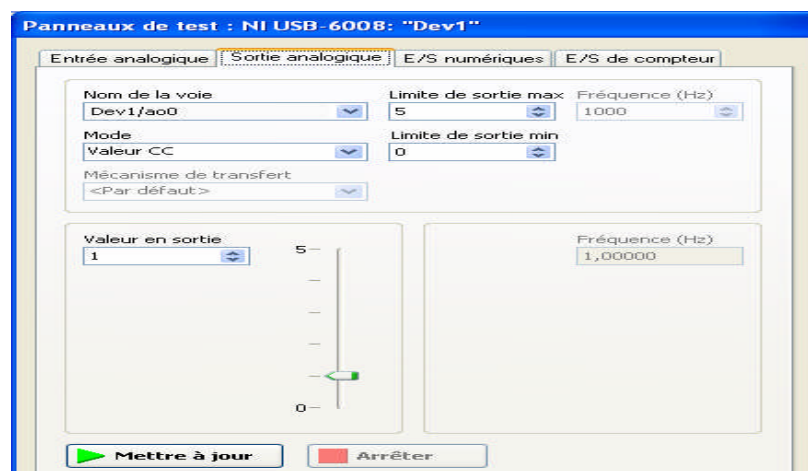 Panneaux de test : NI USB-6008: "Dev1"
Entrée analogique Sortie analogique E/S numériques E/S de compteur
Nom de la voie Limite de sortie max Fréquence (Hz)
Dev1/ao0 5 1000
Mode Limite de sortie min
Valeur CC 0
Mécanisme de transfert
<Par défaut>
Valeur en sortie Fréquence (Hz)
1 5 1,00000
0
Mettre à jour Arrêter